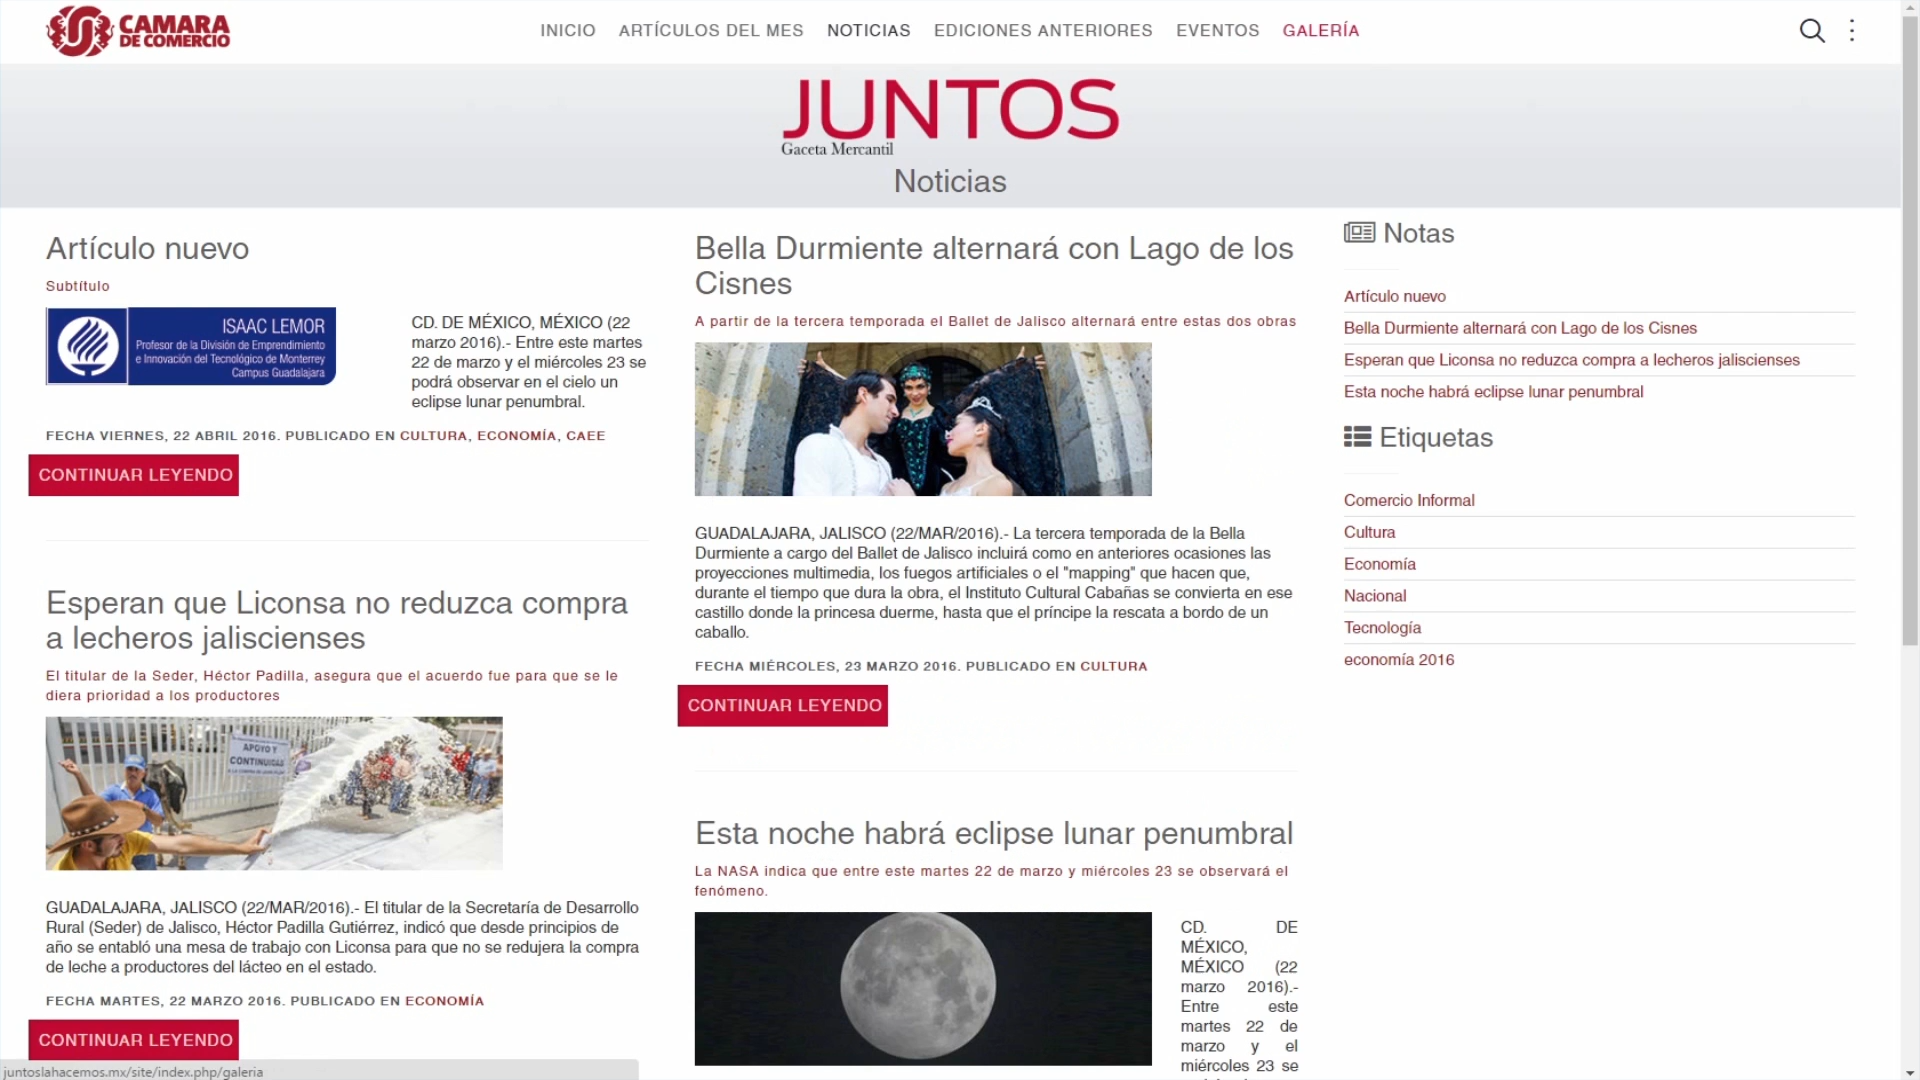 CAMARA
DE COMERCIO
INICIO ARTÍCULOS DEL MES NOTICIAS EDICIONES ANTERIORES EVENTOS GALERÍA
JUNTOS
Gaceta Mercantil
Noticias
Artículo nuevo
Subtítulo
ISAAC LEMOR
Profesor de la División de Emprendimiento
e Innovación del Tecnológico de Monterrey
Campus Guadalajara
CD. DE MÉXICO, MÉXICO (22
marzo 2016).- Entre este martes
22 de marzo y el miércoles 23 se
podrá observar en el cielo un
eclipse lunar penumbral.
FECHA VIERNES, 22 ABRIL 2016. PUBLICADO EN CULTURA, ECONOMÍA, CAEE
CONTINUAR LEYENDO
Esperan que Liconsa no reduzca compra
a lecheros jaliscienses
El titular de la Seder, Héctor Padilla, asegura que el acuerdo fue para que se le
diera prioridad a los productores
APOYO Y
CONTINUIDAD
GUADALAJARA, JALISCO (22/MAR/2016).- El titular de la Secretaría de Desarrollo
Rural (Seder) de Jalisco, Héctor Padilla Gutiérrez, indicó que desde principios de
año se entabló una mesa de trabajo con Liconsa para que no se redujera la compra
de leche a productores del lácteo en el estado.
FECHA MARTES, 22 MARZO 2016. PUBLICADO EN ECONOMÍA
CONTINUAR LEYENDO
Bella Durmiente alternará con Lago de los
Cisnes
A partir de la tercera temporada el Ballet de Jalisco alternará entre estas dos obras
GUADALAJARA, JALISCO (22/MAR/2016).- La tercera temporada de la Bella
Durmiente a cargo del Ballet de Jalisco incluirá como en anteriores ocasiones las
proyecciones multimedia, los fuegos artificiales o el "mapping" que hacen que,
durante el tiempo que dura la obra, el Instituto Cultural Cabañas se convierta en ese
castillo donde la princesa duerme, hasta que el príncipe la rescata a bordo de un
caballo.
FECHA MIÉRCOLES, 23 MARZO 2016. PUBLICADO EN CULTURA
CONTINUAR LEYENDO
Esta noche habrá eclipse lunar penumbral
La NASA indica que entre este martes 22 de marzo y miércoles 23 se observará el
fenómeno.
CD. DE
MÉXICO,
MÉXICO (22
marzo 2016).-
Entre este
martes 22 de
marzo y el
miércoles 23 se
Notas
Artículo nuevo
Bella Durmiente alternará con Lago de los Cisnes
Esperan que Liconsa no reduzca compra a lecheros jaliscienses
Esta noche habrá eclipse lunar penumbral
Etiquetas
Comercio Informal
Cultura
Economía
Nacional
Tecnología
economía 2016
juntoslahacemos.mx/site/index.php/galeria